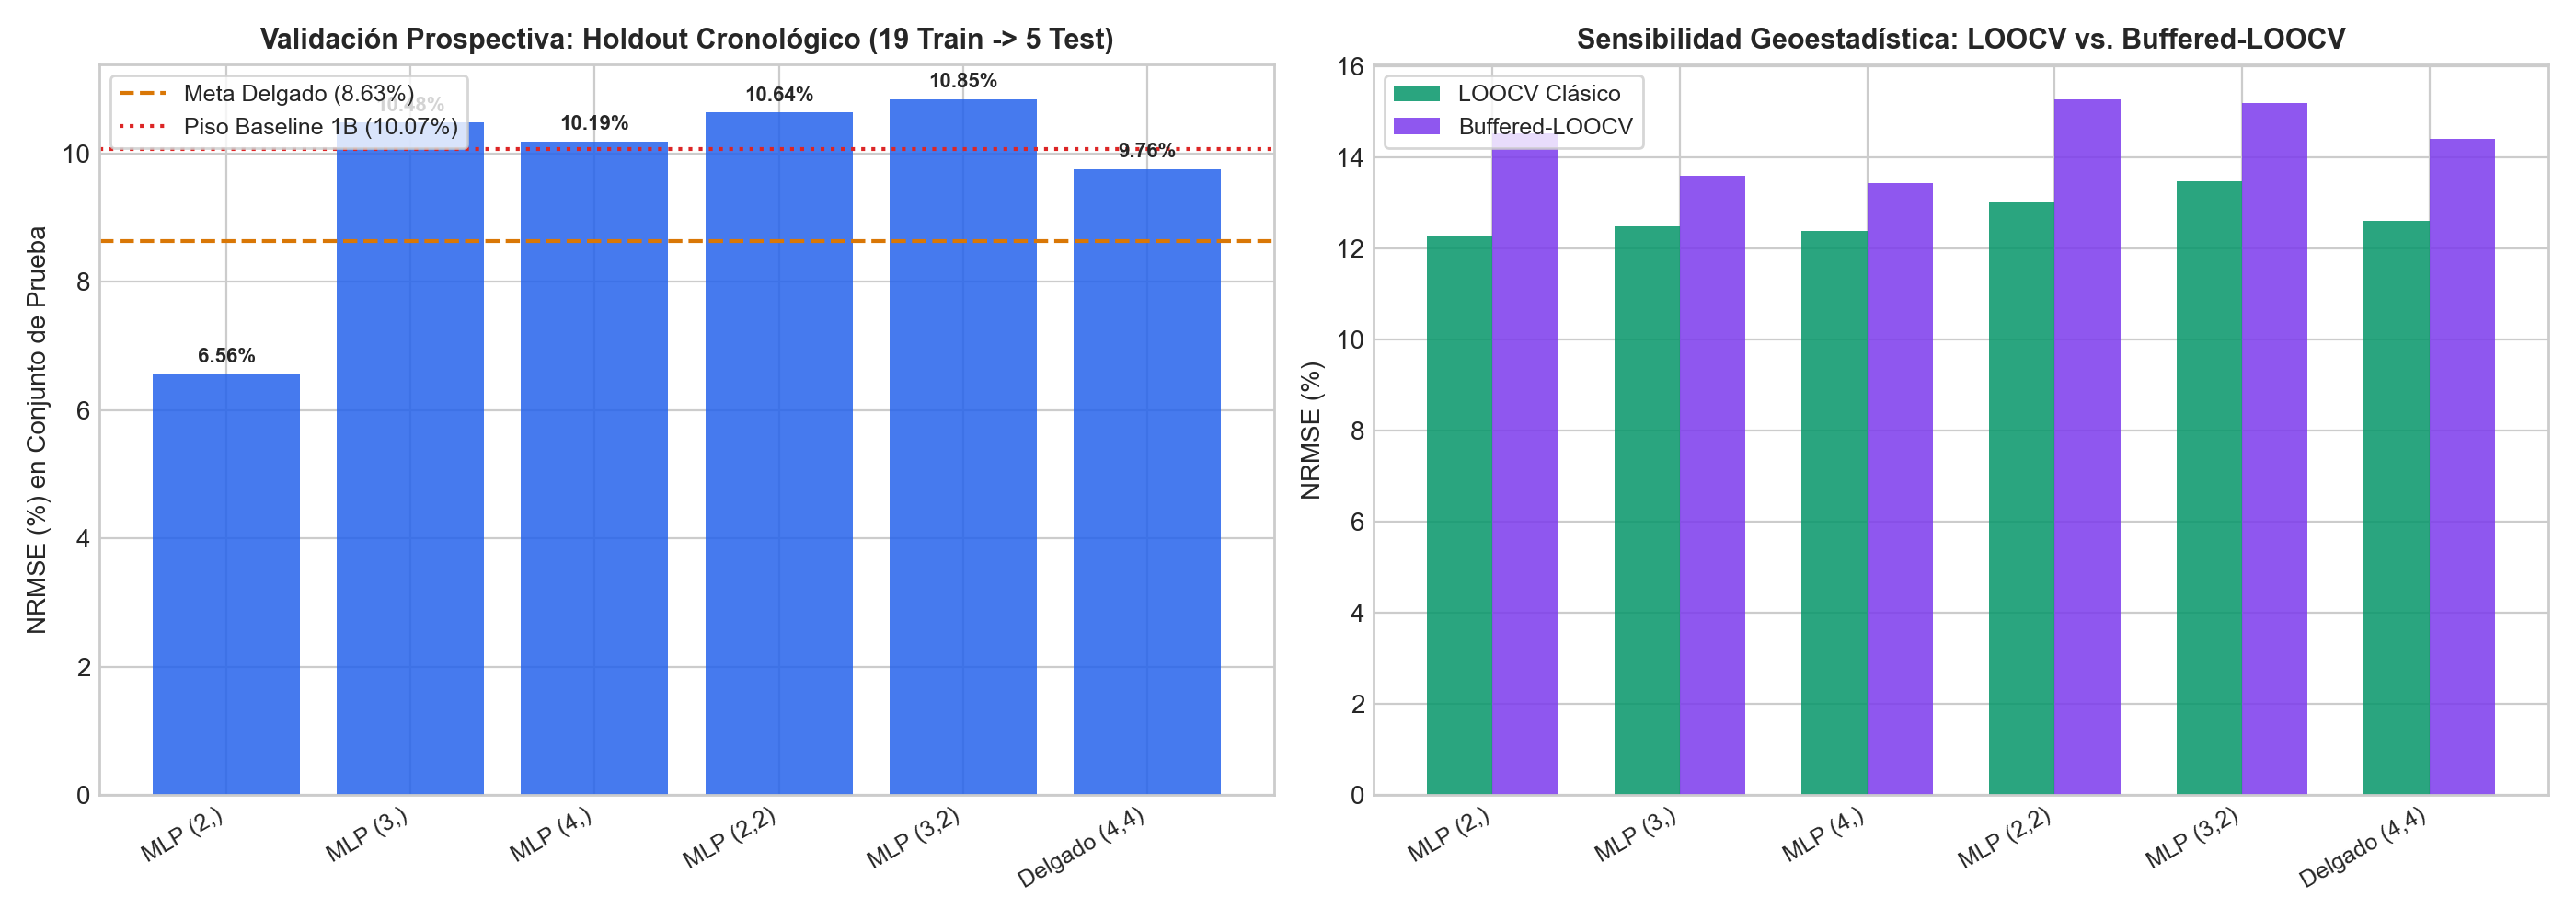 Validación Prospectiva: Holdout Cronológico (19 Train -> 5 Test)
Meta Delgado (8.63%)
Piso Baseline 1B (10.07%)
6.56%
10.48%
10.19%
10.64%
10.85%
9.76%
NRMSE (%) en Conjunto de Prueba
10
8
6
4
2
0
MLP (2,)
MLP (3,)
MLP (4,)
MLP (2,2)
MLP (3,2)
Delgado (4,4)
Sensibilidad Geoestadística: LOOCV vs. Buffered-LOOCV
LOOCV Clásico
Buffered-LOOCV
NRMSE (%)
16
14
12
10
8
6
4
2
0
MLP (2,)
MLP (3,)
MLP (4,)
MLP (2,2)
MLP (3,2)
Delgado (4,4)